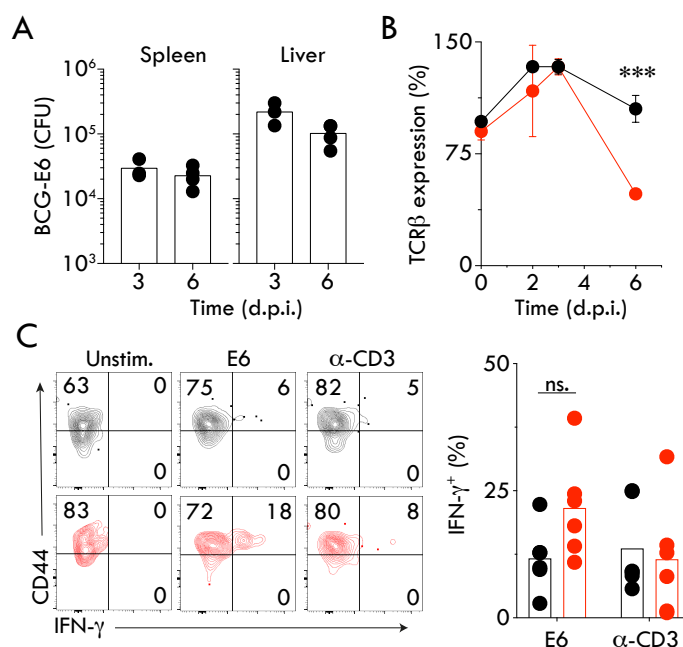 A
Spleen
Liver
BCG-E6 (CFU)
10⁶
10⁵
10⁴
10³
3
6
3
6
Time (d.p.i.)
B
TCRβ expression (%)
150
75
0
***
0
2
4
6
Time (d.p.i.)
C
Unstim.
E6
α-CD3
63
0
0
75
6
0
82
5
0
83
0
0
72
18
0
80
8
0
CD44
IFN-γ
IFN-γ⁺ (%)
50
25
0
ns.
E6
α-CD3